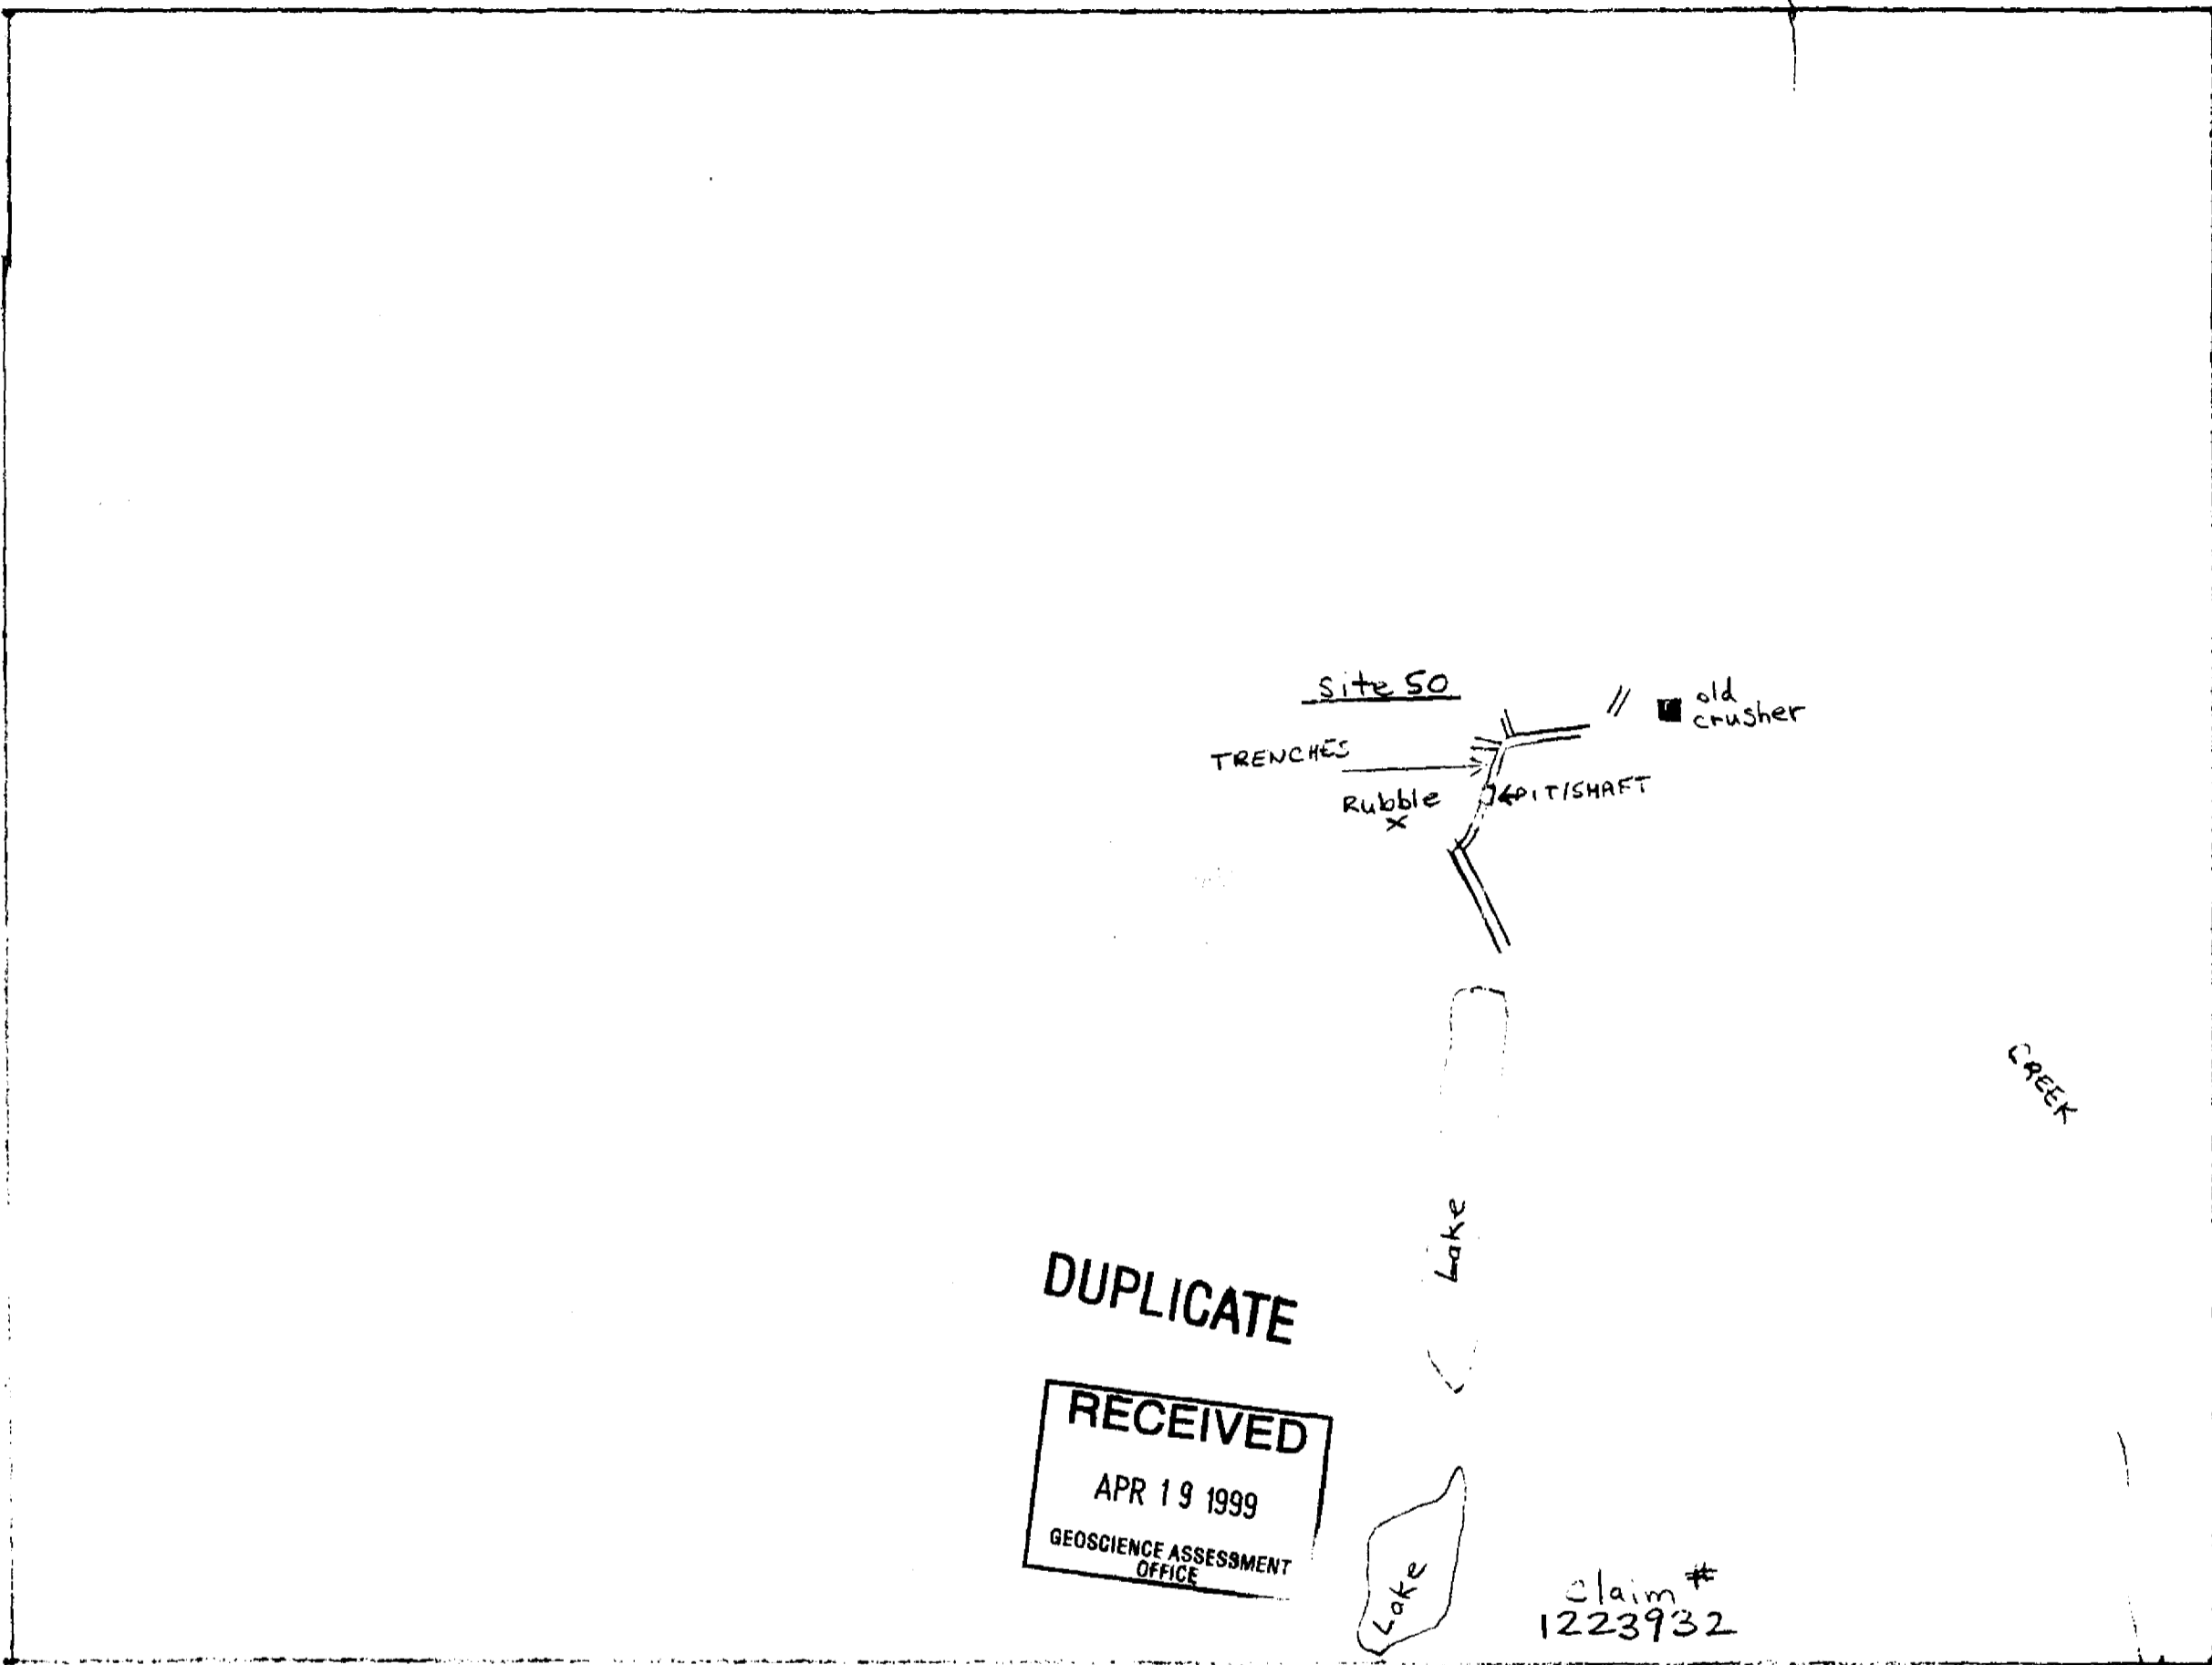 Site 50
old
crusher
TRENCHES
Rubble
X
PIT/SHAFT
CREEK
Lake
DUPLICATE
RECEIVED
APR 19 1999
GEOSCIENCE ASSESSMENT
OFFICE
Lake
Claim #
1223932